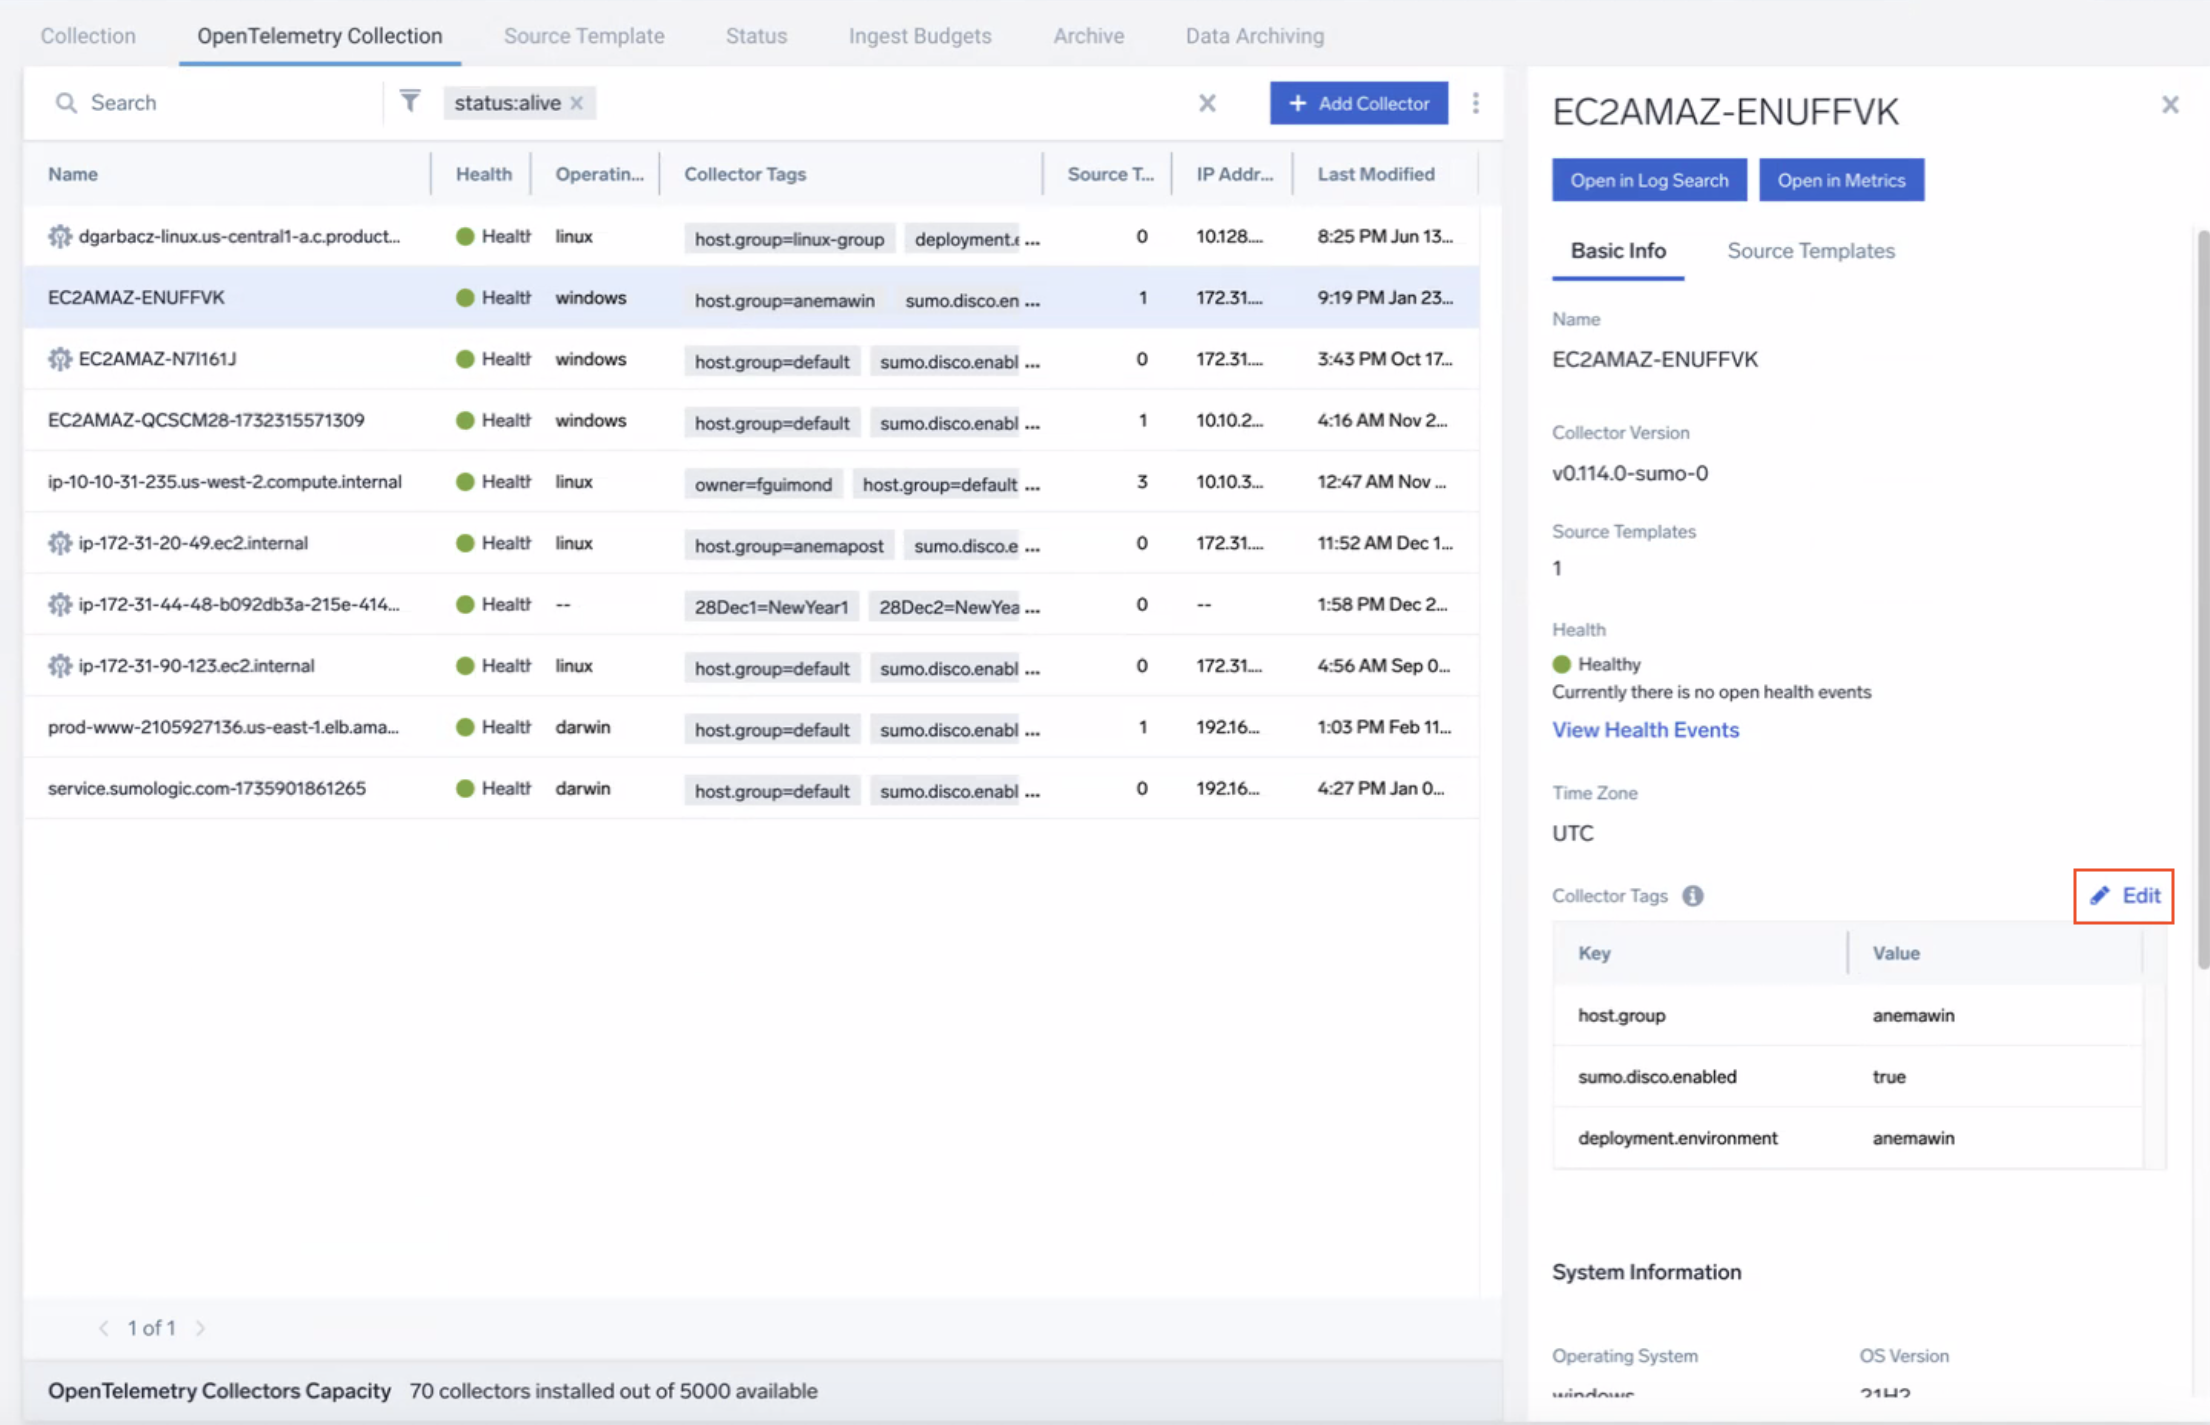 Collection OpenTelemetry Collection Source Template Status Ingest Budgets Archive Data Archiving
Search status:alive Add Collector
Name Health Operatin... Collector Tags Source T... IP Addr... Last Modified
dgarbacz-linux.us-central1-a.c.product... Health linux host.group=linux-group deployment.e ... 0 10.128.... 8:25 PM Jun 13...
EC2AMAZ-ENUFFVK Health windows host.group=anemawin sumo.disco.en ... 1 172.31.... 9:19 PM Jan 23...
EC2AMAZ-N7I161J Health windows host.group=default sumo.disco.enabl ... 0 172.31.... 3:43 PM Oct 17...
EC2AMAZ-QCSCM28-1732315571309 Health windows host.group=default sumo.disco.enabl ... 1 10.10.2... 4:16 AM Nov 2...
ip-10-10-31-235.us-west-2.compute.internal Health linux owner=fguimond host.group=default ... 3 10.10.3... 12:47 AM Nov ...
ip-172-31-20-49.ec2.internal Health linux host.group=anemapost sumo.disco.e ... 0 172.31.... 11:52 AM Dec 1...
ip-172-31-44-48-b092db3a-215e-414... Health -- 28Dec1=NewYear1 28Dec2=NewYea ... 0 -- 1:58 PM Dec 2...
ip-172-31-90-123.ec2.internal Health linux host.group=default sumo.disco.enabl ... 0 172.31.... 4:56 AM Sep 0...
prod-www-2105927136.us-east-1.elb.ama... Health darwin host.group=default sumo.disco.enabl ... 1 192.16... 1:03 PM Feb 11...
service.sumologic.com-1735901861265 Health darwin host.group=default sumo.disco.enabl ... 0 192.16... 4:27 PM Jan 0...
1 of 1
OpenTelemetry Collectors Capacity 70 collectors installed out of 5000 available
EC2AMAZ-ENUFFVK
Open in Log Search Open in Metrics
Basic Info Source Templates
Name
EC2AMAZ-ENUFFVK
Collector Version
v0.114.0-sumo-0
Source Templates
1
Health
Healthy
Currently there is no open health events
View Health Events
Time Zone
UTC
Collector Tags Edit
Key Value
host.group anemawin
sumo.disco.enabled true
deployment.environment anemawin
System Information
Operating System OS Version
windows 21H2